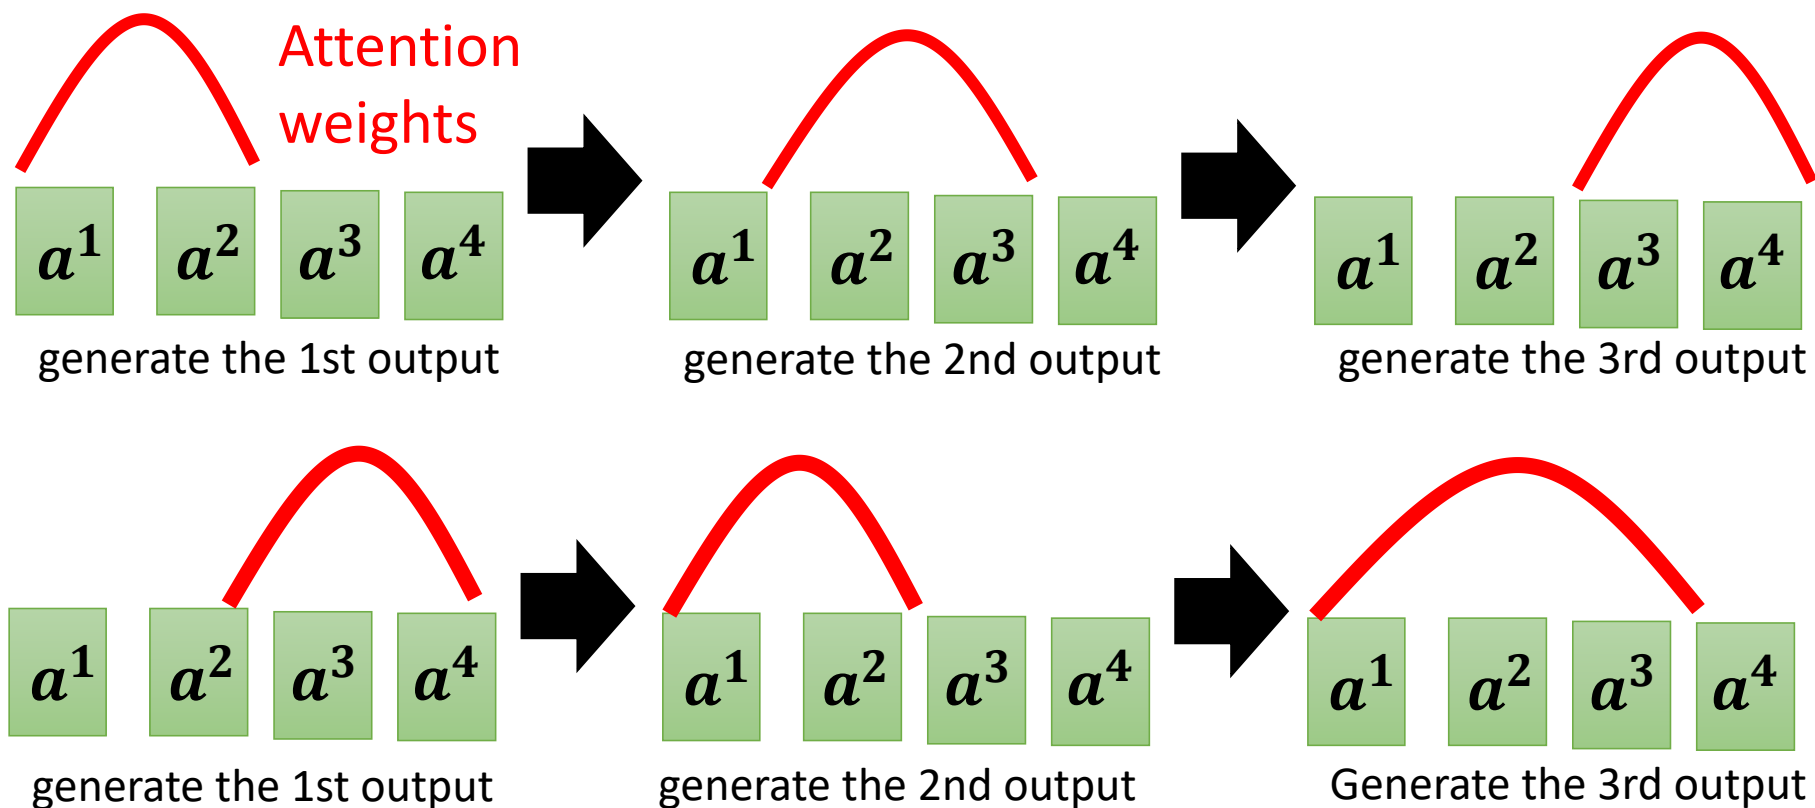 Attention
weights
a¹ a² a³ a⁴
a¹ a² a³ a⁴
a¹ a² a³ a⁴
generate the 1st output
generate the 2nd output
generate the 3rd output
a¹ a² a³ a⁴
a¹ a² a³ a⁴
a¹ a² a³ a⁴
generate the 1st output
generate the 2nd output
Generate the 3rd output